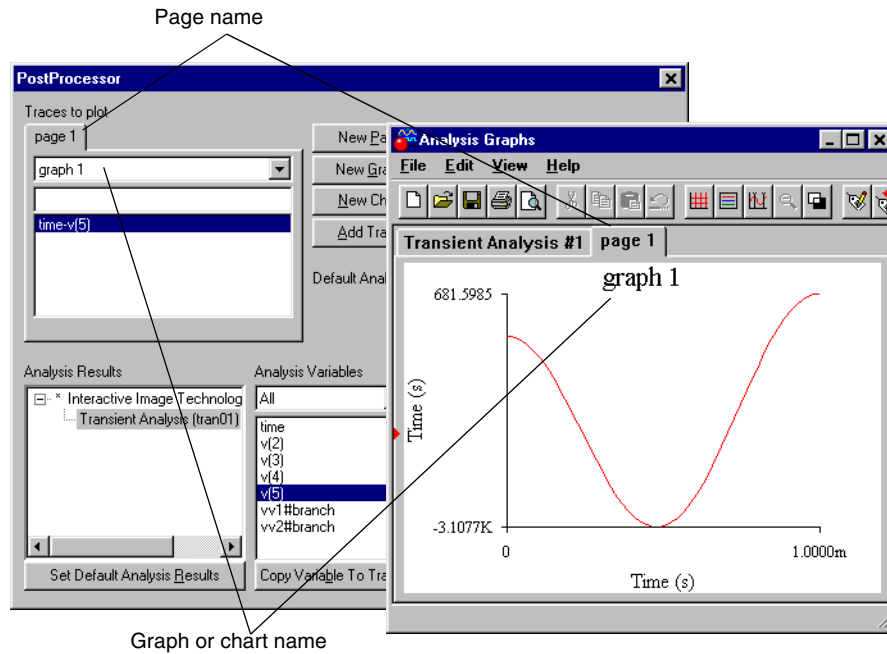 Page name
PostProcessor
Traces to plot
page 1
graph 1
time-v(5)
New Pa
New Gra
New Ch
Add Tra
Default Anal
Analysis Results
* Interactive Image Technolog
Transient Analysis (tran01)
Set Default Analysis Results
Analysis Variables
All
time
v(2)
v(3)
v(4)
v(5)
vv1#branch
vv2#branch
Copy Variable To Tra
Analysis Graphs
File Edit View Help
Transient Analysis #1 page 1
graph 1
681.5985
Time (s)
-3.1077K
0 1.0000m
Time (s)
Graph or chart name